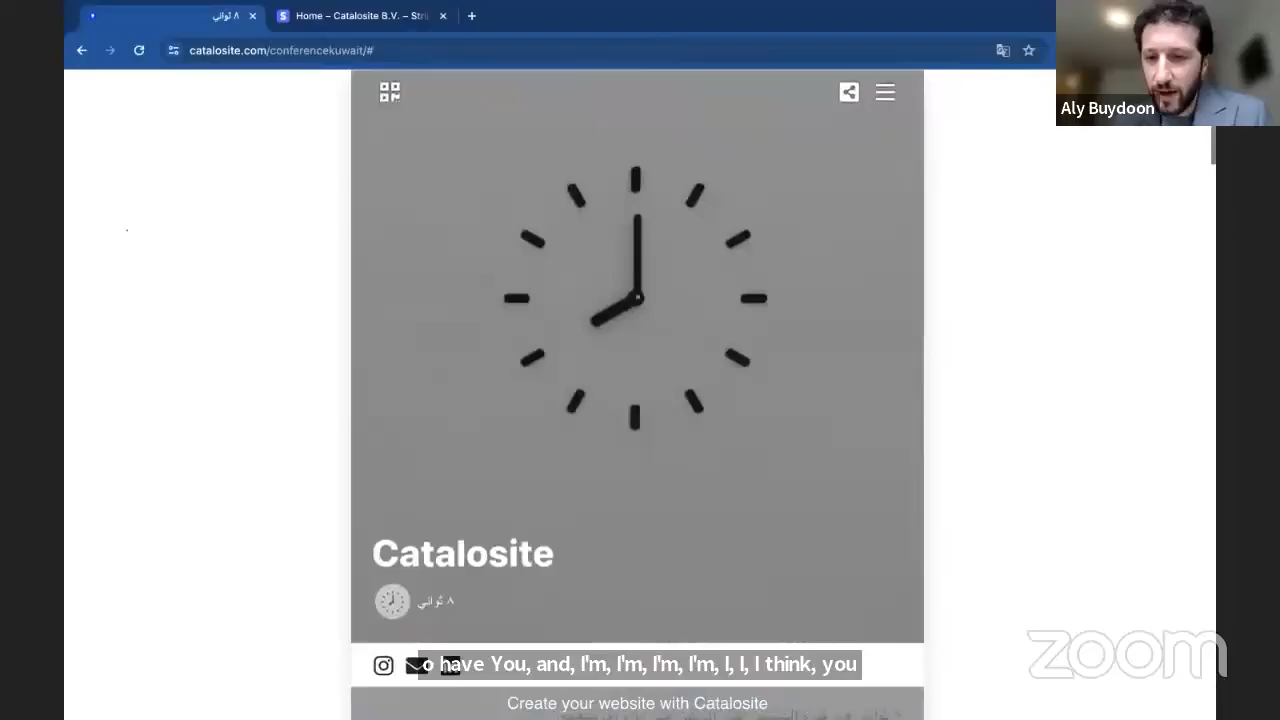 ٨ ثواني
Home – Catalosite B.V. – Stri
catalosite.com/conferencekuwait/#
Aly Buydoon
Catalosite
٨ ثواني
o have You, and, I'm, I'm, I'm, I'm, I, I, I think, you
Create your website with Catalosite
zoom